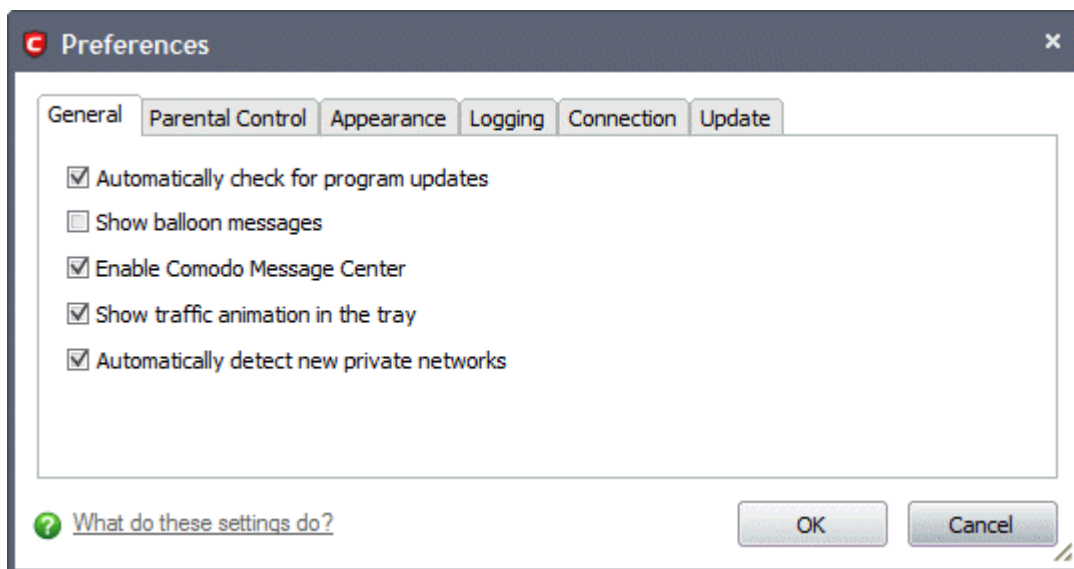 Preferences
General Parental Control Appearance Logging Connection Update
Automatically check for program updates
Show balloon messages
Enable Comodo Message Center
Show traffic animation in the tray
Automatically detect new private networks
What do these settings do? OK Cancel